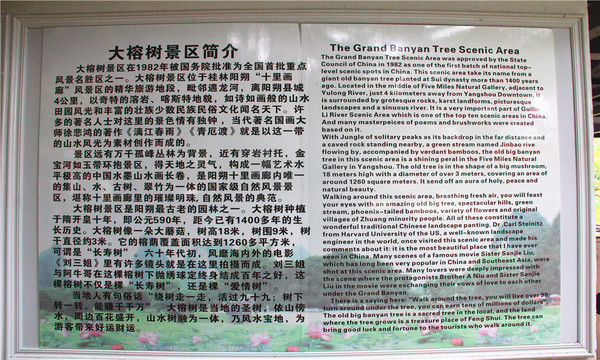 大榕树景区简介
大榕树景区在1982年被国务院批准为全国首批重点
风景名胜区之一。大榕树景区位于桂林阳朔“十里画
廊”风景区的精华旅游地段,毗邻遇龙河,离阳朔县城
4公里,以奇特的溶岩、喀斯特地貌,如诗如画般的山水
田园风光和丰富的壮族少数民族民俗文化闻名天下。许
多的著名人士对这里的景色情有独钟,当代著名国画大
师徐悲鸿的著作《漓江春雨》《青厄渡》就是以这一带
的山水风光为素材创作而成的。
景区远有万千孤峰丛林为背景,近有穿岩衬托,金
宝河如玉带环抱景区,得天地之灵气,构成一幅艺术水
平极高的中国水墨山水画长卷,是阳朔十里画廊内唯一
的集山、水、古树、翠竹为一体的国家级自然风景景
区,堪称十里画廊里的璀璨明珠,自然风景的典范。
大榕树景区是阳朔最古老的园林之一。大榕树种植
于隋开皇十年,即公元590年,距今已有1400多年的生
长历史。大榕树像一朵大蘑菇,树高18米,树围9米,树
干直径约3米。它的榕荫覆盖面积达到1260多平方米,
可谓是“长寿树”。六十年代初,风靡海内外的电影
《刘三姐》里有许多镜头就是在这里拍摄而成,刘三姐
与阿牛哥在这棵榕树下抛绣球定终身结成百年之好,这
棵榕树不仅是棵“长寿树”,还是棵“爱情树”。
当地人有句俗话“绕树走一走,活过九十九;树下
转一转,能赚千千万”。大榕树是当地的圣树,依山傍
水,周边百花盛开,山水树融为一体,乃风水宝地,为
游客带来好运财运。
The Grand Banyan Tree Scenic Area
The Grand Banyan Tree Scenic Area was approved by the State
Council of China in 1982 as one of the first batch of national top-
level scenic spots in China. This scenic area take its name from a
giant old banyan tree planted at Sui dynasty more than 1400 years
ago. Located in the middle of Five Miles Natural Gallery, adjacent to
Yulong River, just 4 kilometers away from Yangshuo Downtown, it
is surrounded by grotesque rocks, karst landforms, picturesque
landscapes and a sinuous river. It is a very important part of Guilin
Li River Scenic Area which is one of the top ten scenic areas in China.
And many masterpeices of poems and brushworks were created
based on it.
With Jungle of solitary peaks as its backdrop in the far distance and
a caved rock standing nearby, a green stream named Jinbao rive
flowing by, accompanied by verdant bamboos, the old big banyan
tree in this scenic area is a shining peral in the Five Miles Natural
Gallery in Yangshuo. The old tree is in the shape of a big mushroom,
18 meters high with a diameter of over 3 meters, covering an area of
around 1260 square meters. It send off an aura of holy, peace and
natural beauty.
Walking around this scenic area, breathing fresh air, you will feast
your eyes with an amazing old big tree, spectacular hills, green
stream, phoenix-tailed bamboos, variety of flowers and original
villages of Zhuang minority people. All of these constitute a
wonderful traditional Chinese landscape panting. Dr Carl Steinitz
from Harvard University of the US, a well-known landscape
engineer in the world, once visited this scenic area and made his
comments about it: it is the most beautiful place that I have ever
seen in China. Many scenes of a famous movie Sister Sanjie Liu,
which has long been very popular in China and Southeast Asia, were
shot at this scenic area. Many lovers were deeply impressed with
the scene where the protagonists Brother A Niu and Sister Sanjie
Liu in the movie were exchanging their vows of love to each other
under the Grand Banyan.
There is a saying here: "Walk around the tree, you will live over 99;
turn around under the tree, you can earn tens of millions of dollars."
The old big banyan tree is a sacred tree in the local, and the land
where the tree grows is a treasure place of Feng Shui. The tree can
bring good luck and fortune to the tourists who walk around it.